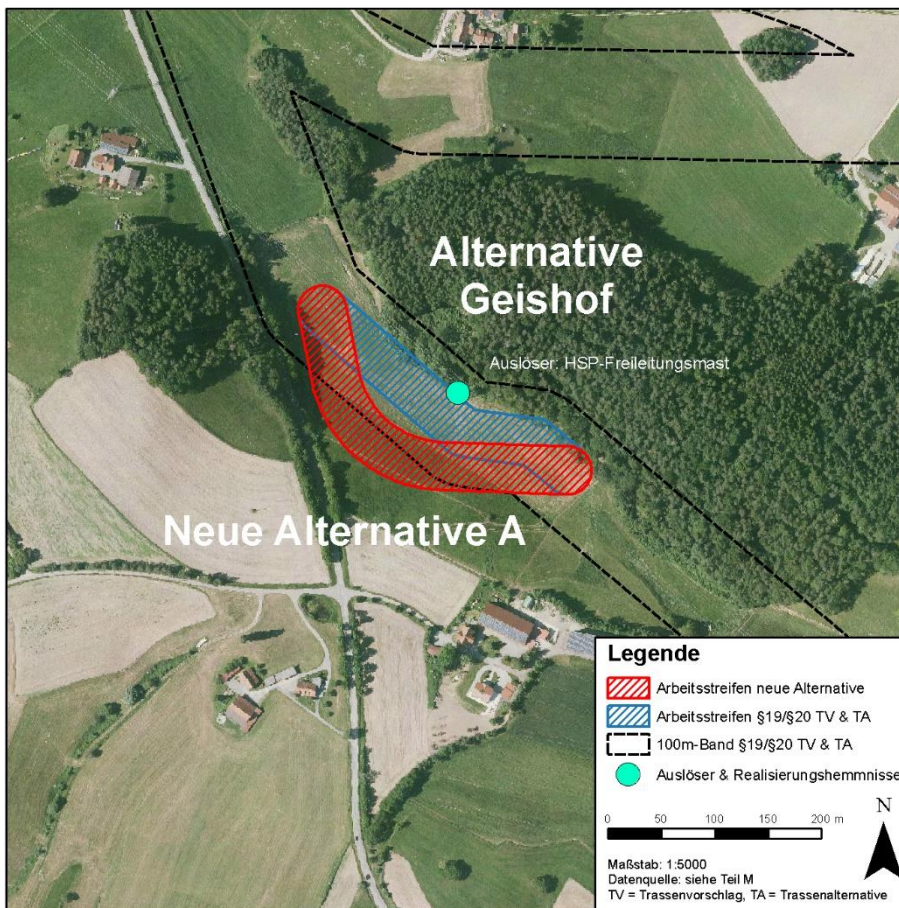 Alternative
Geishof
Auslöser: HSP-Freileitungsmast
Neue Alternative A
Legende
Arbeitsstreifen neue Alternative
Arbeitsstreifen §19/§20 TV & TA
100m-Band §19/§20 TV & TA
Auslöser & Realisierungshemmnisse
0 50 100 150 200 m
N
Maßstab: 1:5000
Datenquelle: siehe Teil M
TV = Trassenvorschlag, TA = Trassenalternative